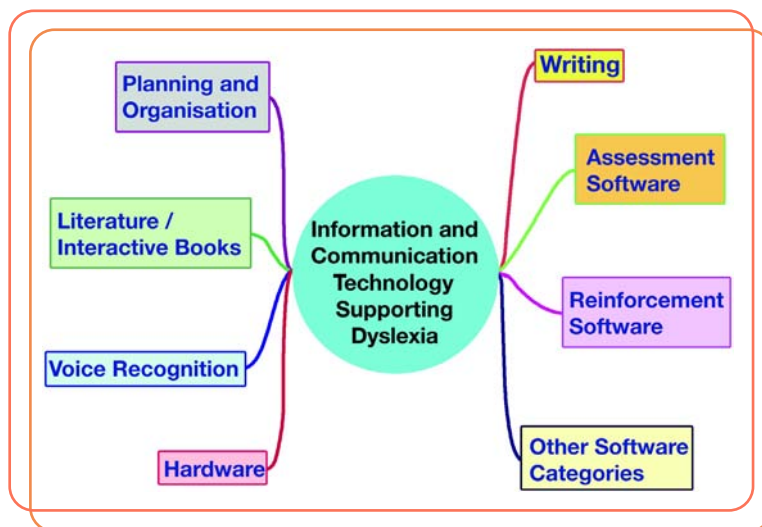 Planning and
Organisation
Literature /
Interactive Books
Voice Recognition
Hardware
Information and
Communication
Technology
Supporting
Dyslexia
Writing
Assessment
Software
Reinforcement
Software
Other Software
Categories